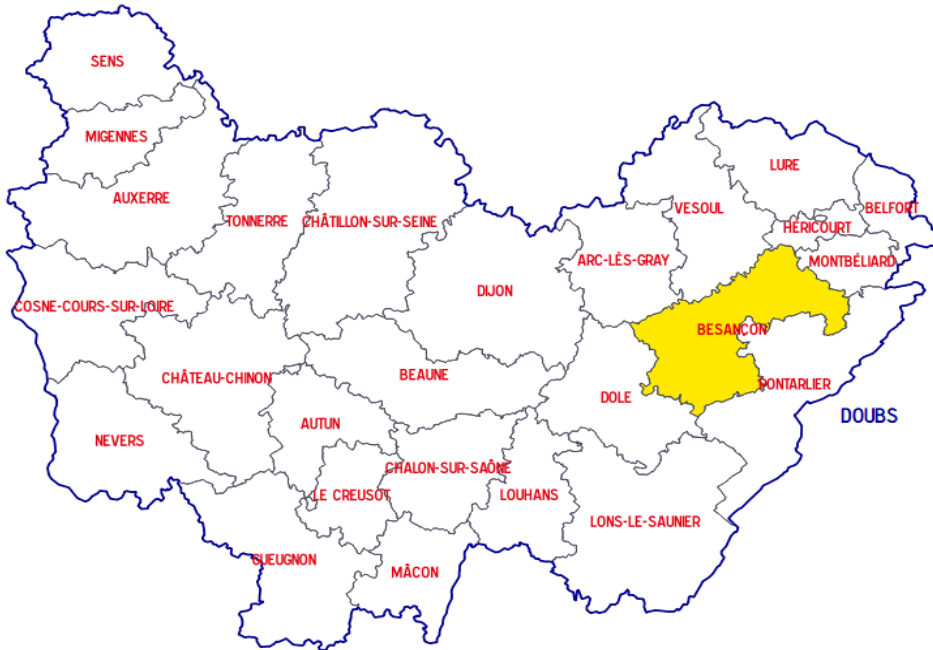 SENS
MIGENNES
LURE
AUXERRE
BELFORT
VESOUL
TONNERRE
CHÂTILLON-SUR-SEINE
HÉRICOURT
ARC-LÈS-GRAY
MONTBÉLIARD
DIJON
COSNE-COURS-SUR-LOIRE
BESANÇON
BEAUNE
CHÂTEAU-CHINON
PONTARLIER
DOLE
DOUBS
AUTUN
NEVERS
CHALON-SUR-SAÔNE
LE CREUSOT
LOUHANS
LONS-LE-SAUNIER
GUEUGNON
MÂCON